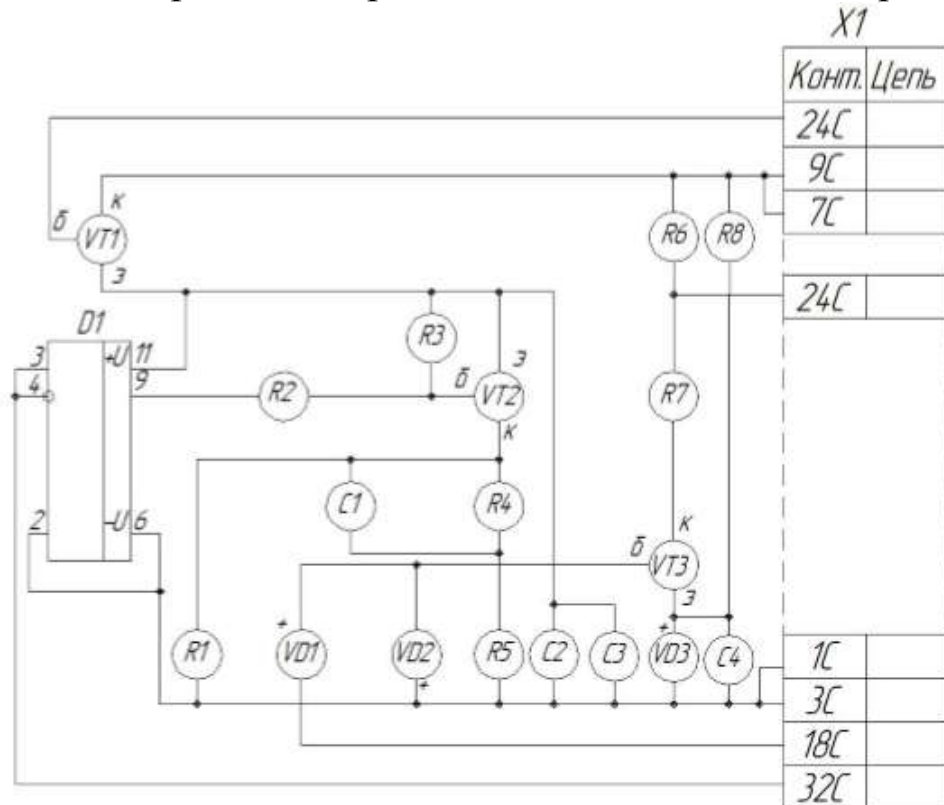 X1
Конт. Цепь
24С
9С
7С
к
б
VT1
э
R6 R8
24С
D1
3 +U 11
4 9
R3
э
R2
б
VT2
R7
к
C1
R4
к
2 -U 6
б
VT3
э
+ +
R1 VD1 VD2 R5 C2 C3 VD3 C4
+
1С
3С
18С
32С